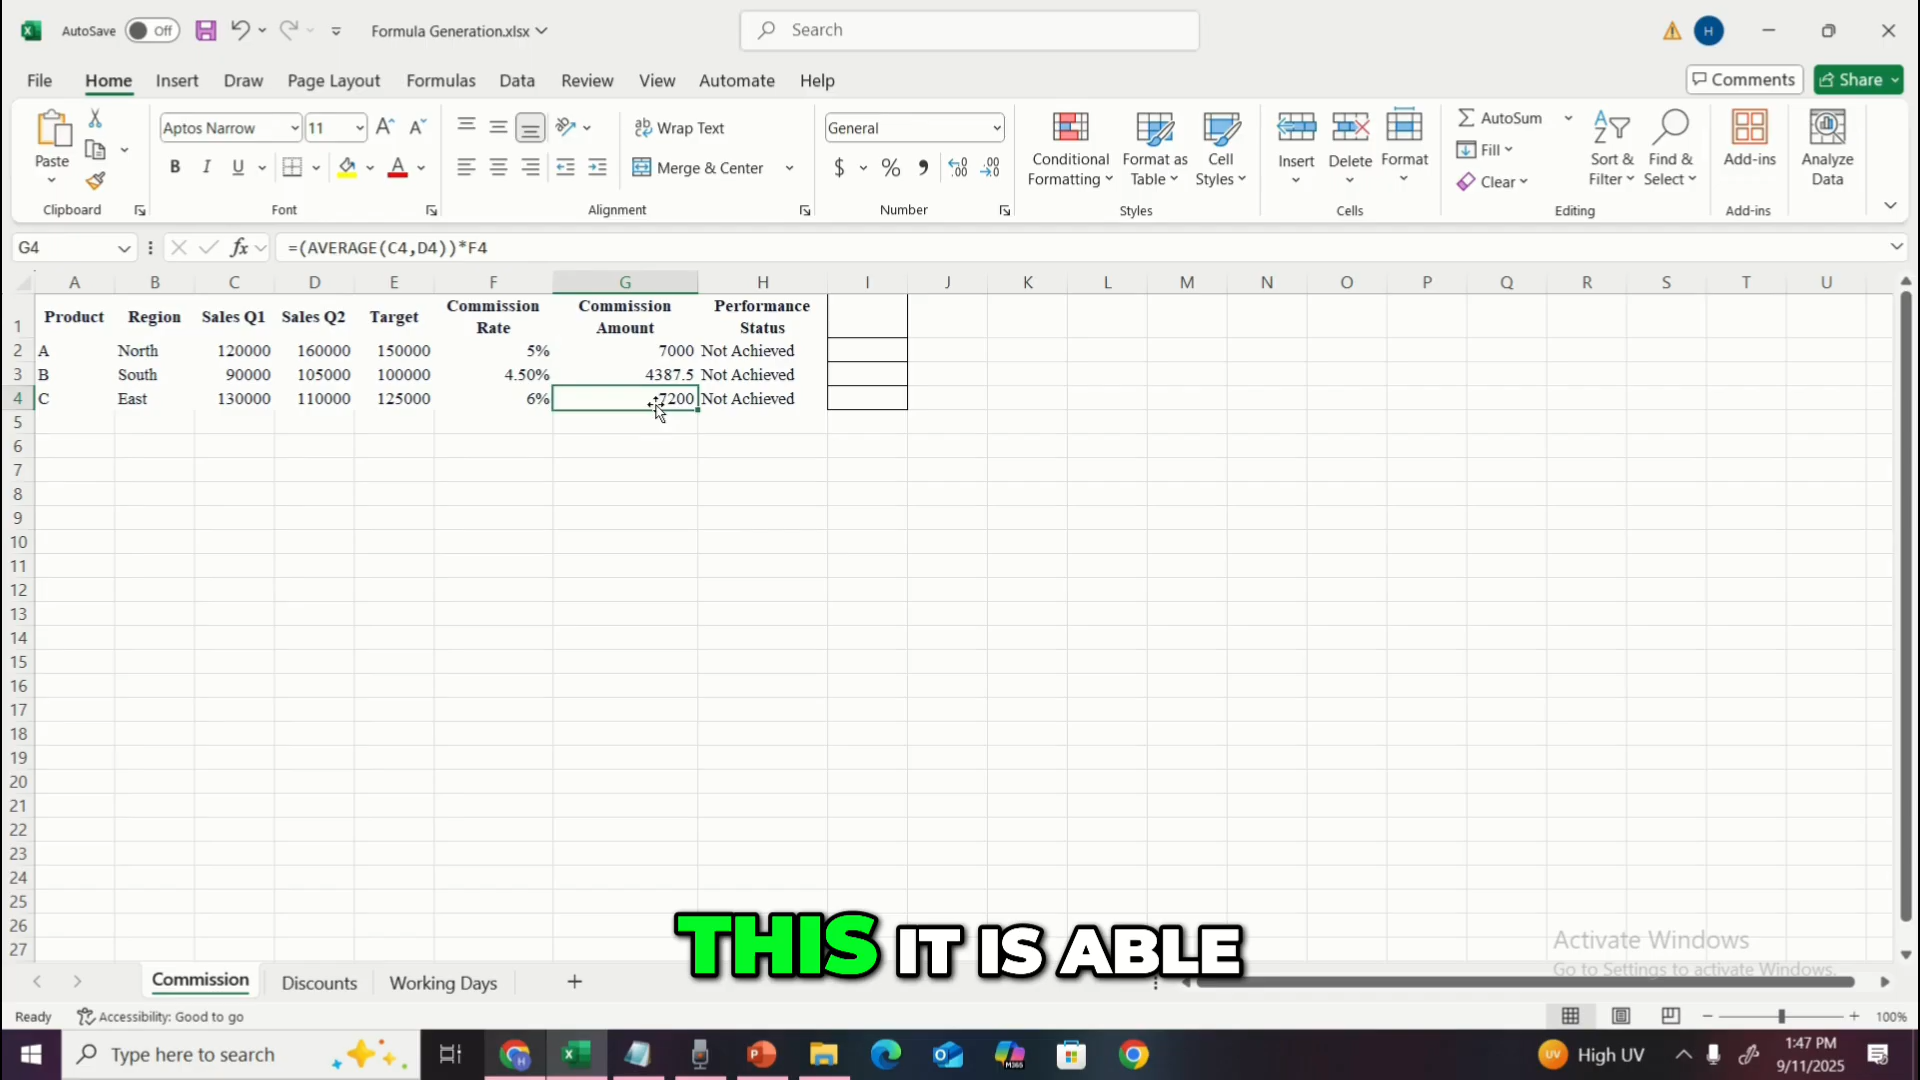 AutoSave Off Formula Generation.xlsx Search H
File Home Insert Draw Page Layout Formulas Data Review View Automate Help Comments Share
Paste Clipboard
Aptos Narrow 11 A A B I U A Font
ab Wrap Text Merge & Center Alignment
General $ % , .00 Number
Conditional Formatting Format as Table Cell Styles Styles
Insert Delete Format Cells
AutoSum Fill Clear Sort & Filter Find & Select Editing
Add-ins Add-ins
Analyze Data
G4 fx =(AVERAGE(C4,D4))*F4
A B C D E F G H I J K L M N O P Q R S T U
1 Product Region Sales Q1 Sales Q2 Target Commission Rate Commission Amount Performance Status
2 A North 120000 160000 150000 5% 7000 Not Achieved
3 B South 90000 105000 100000 4.50% 4387.5 Not Achieved
4 C East 130000 110000 125000 6% 7200 Not Achieved
5
6
7
8
9
10
11
12
13
14
15
16
17
18
19
20
21
22
23
24
25
26
27
THIS IT IS ABLE
Activate Windows
Go to Settings to activate Windows.
Commission Discounts Working Days +
Ready Accessibility: Good to go 100%
Type here to search M365 UV High UV 1:47 PM
9/11/2025